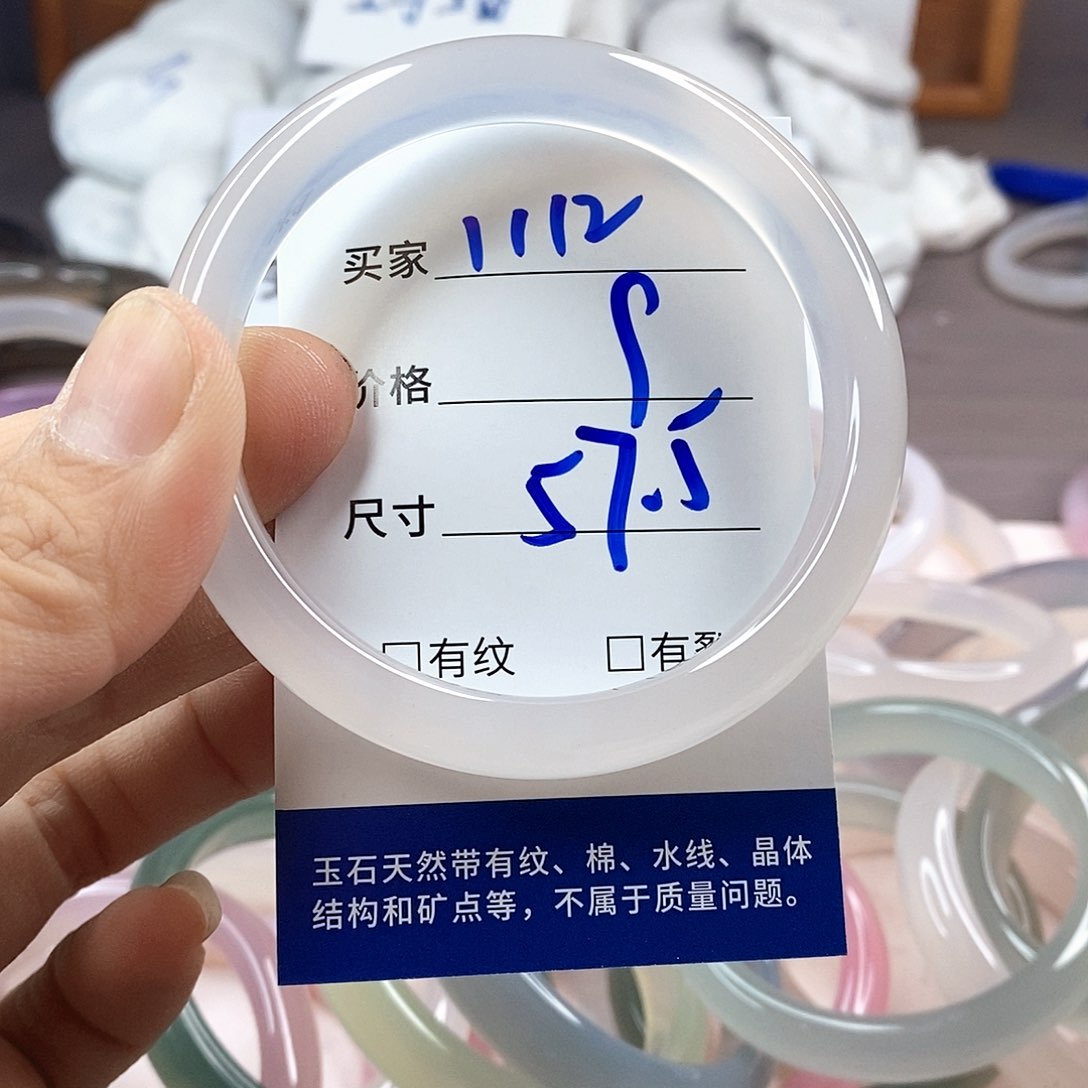 买家 1112
价格
尺寸 57.5
□有纹 □有裂
玉石天然带有纹、棉、水线、晶体
结构和矿点等，不属于质量问题。